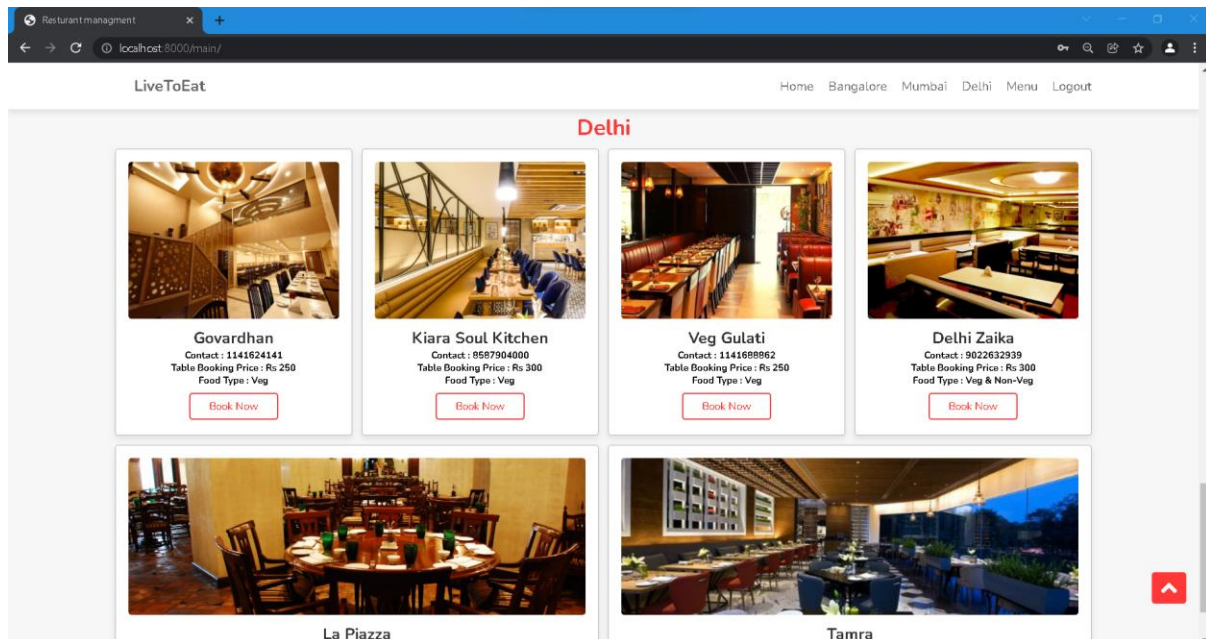 Resturant managment
localhost:8000/main/
LiveToEat
Home Bangalore Mumbai Delhi Menu Logout
Delhi
Govardhan
Contact : 1141624141
Table Booking Price : Rs 250
Food Type : Veg
Book Now
Kiara Soul Kitchen
Contact : 8587904000
Table Booking Price : Rs 300
Food Type : Veg
Book Now
Veg Gulati
Contact : 1141688862
Table Booking Price : Rs 250
Food Type : Veg
Book Now
Delhi Zaika
Contact : 9022632939
Table Booking Price : Rs 300
Food Type : Veg & Non-Veg
Book Now
La Piazza
Tamra